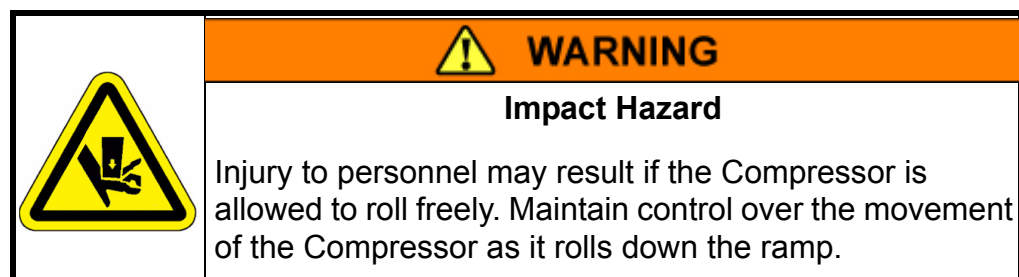 WARNING
Impact Hazard
Injury to personnel may result if the Compressor is
allowed to roll freely. Maintain control over the movement
of the Compressor as it rolls down the ramp.